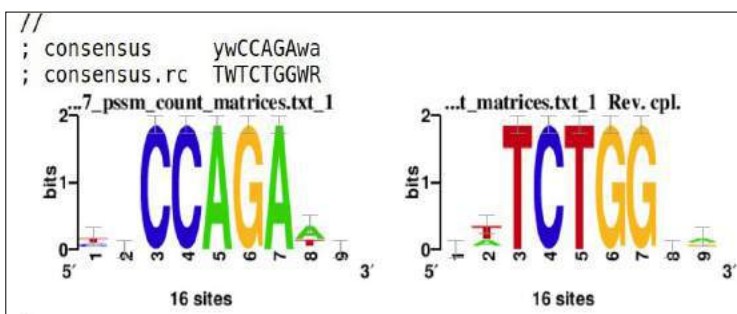 //
; consensus ywCCAGAwa
; consensus.rc TWTCTGGWR
...7_pssm_count_matrices.txt_1
2
bits
1
0
CCAGA
T A
T
5′ 1 2 3 4 5 6 7 8 9 3′
16 sites
...t_matrices.txt_1 Rev. cpl.
2
bits
1
0
TCTGG
T
A A
5′ 1 2 3 4 5 6 7 8 9 3′
16 sites